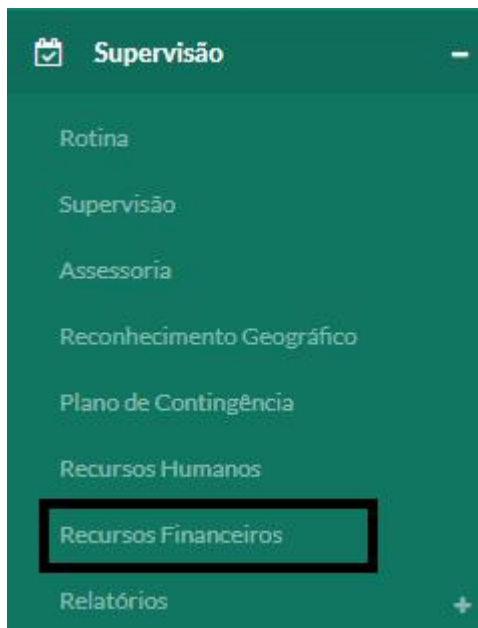 Supervisão
Rotina
Supervisão
Assessoria
Reconhecimento Geográfico
Plano de Contingência
Recursos Humanos
Recursos Financeiros
Relatórios